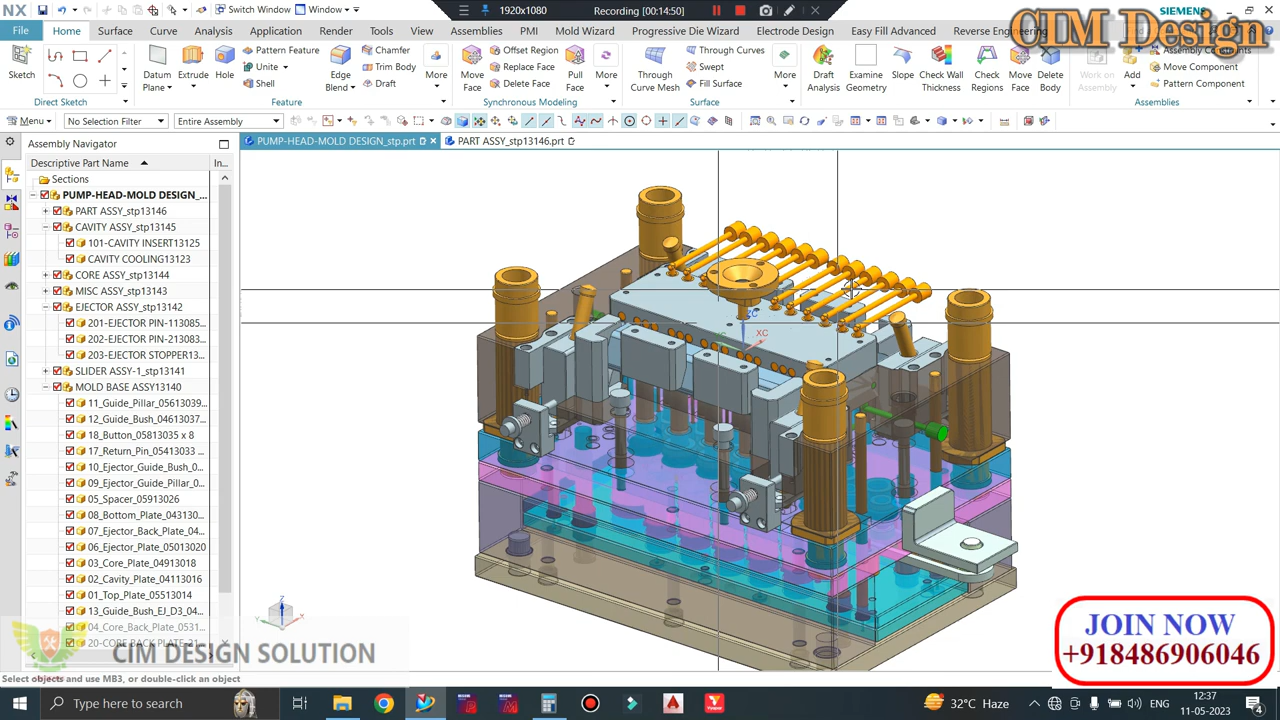 NX
Switch Window
Window
1920x1080
Recording (00:14:50)
SIEMENS
CIM Design
File
Home
Surface
Curve
Analysis
Application
Render
Tools
View
Assemblies
PMI
Mold Wizard
Progressive Die Wizard
Electrode Design
Easy Fill Advanced
Reverse Engineering
Sketch
Direct Sketch
Datum Plane
Extrude
Hole
Pattern Feature
Unite
Shell
Edge Blend
Chamfer
Trim Body
Draft
More
Feature
Move Face
Offset Region
Replace Face
Delete Face
Pull Face
More
Synchronous Modeling
Through Curve Mesh
Through Curves
Swept
Fill Surface
More
Surface
Draft Analysis
Examine Geometry
Slope
Check Wall Thickness
Check Regions
Move Face
Delete Body
Work on Assembly
Add
Assembly Constraints
Move Component
Pattern Component
Assemblies
Menu
No Selection Filter
Entire Assembly
PUMP-HEAD-MOLD DESIGN_stp.prt
PART ASSY_stp13146.prt
Assembly Navigator
Descriptive Part Name
In...
Sections
PUMP-HEAD-MOLD DESIGN_...
PART ASSY_stp13146
CAVITY ASSY_stp13145
101-CAVITY INSERT13125
CAVITY COOLING13123
CORE ASSY_stp13144
MISC ASSY_stp13143
EJECTOR ASSY_stp13142
201-EJECTOR PIN-113085...
202-EJECTOR PIN-213083...
203-EJECTOR STOPPER13...
SLIDER ASSY-1_stp13141
MOLD BASE ASSY13140
11_Guide_Pillar_05613039...
12_Guide_Bush_04613037...
18_Button_05813035 x 8
17_Return_Pin_05413033 ...
10_Ejector_Guide_Bush_0...
09_Ejector_Guide_Pillar_0...
05_Spacer_05913026
08_Bottom_Plate_043130...
07_Ejector_Back_Plate_04...
06_Ejector_Plate_05013020
03_Core_Plate_04913018
02_Cavity_Plate_04113016
01_Top_Plate_05513014
13_Guide_Bush_EJ_D3_04...
04_Core_Back_Plate_0531...
20-CORE BACK PLATE-21...
ZC
XC
YC
Z
X
Y
CIM DESIGN SOLUTION
JOIN NOW
+918486906046
Select objects and use MB3, or double-click an object
Type here to search
32°C Haze
ENG
12:37
11-05-2023
4